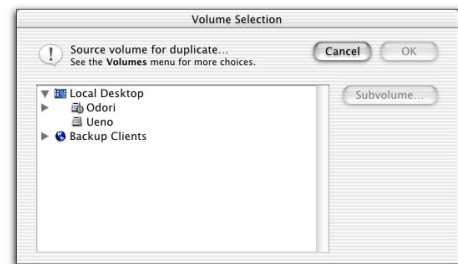 Volume Selection
Source volume for duplicate...
See the Volumes menu for more choices.
Cancel
OK
Local Desktop
Odori
Ueno
Backup Clients
Subvolume...